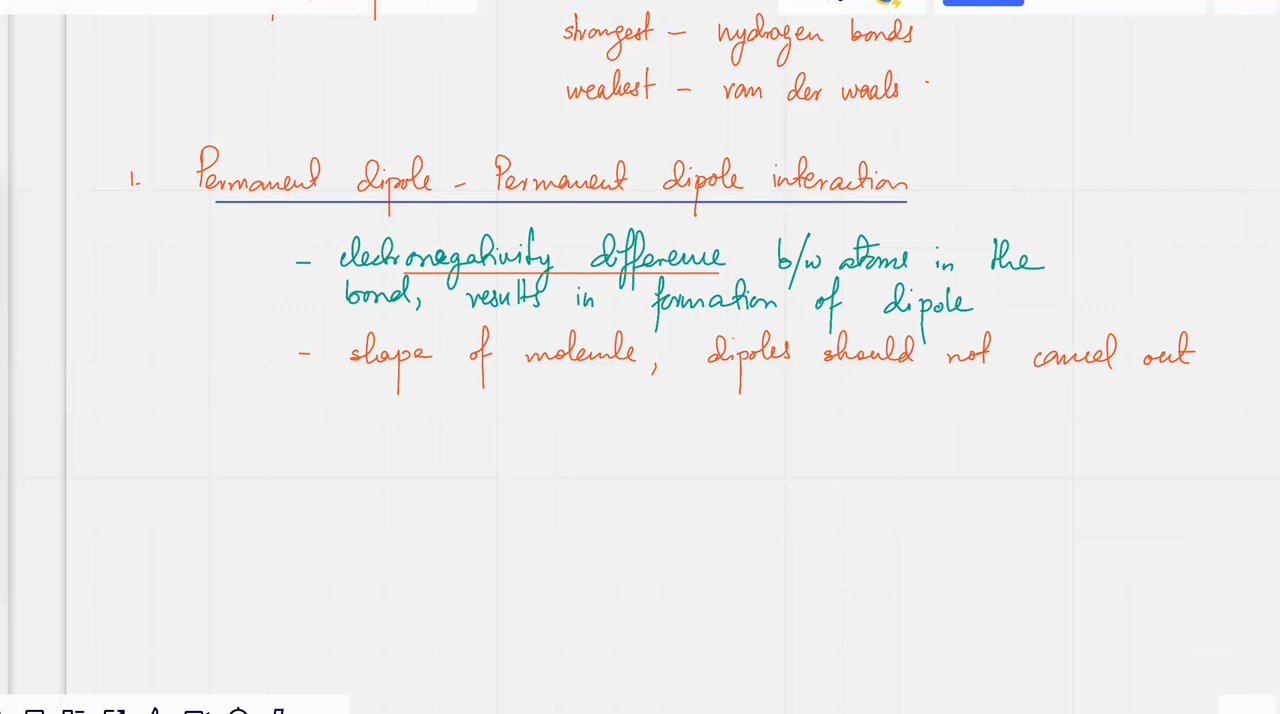 strongest - hydrogen bonds
weakest - van der waals
1. Permanent dipole - Permanent dipole interaction
- electronegativity difference b/w atoms in the
bond, results in formation of dipole
- shape of molecule, dipoles should not cancel out